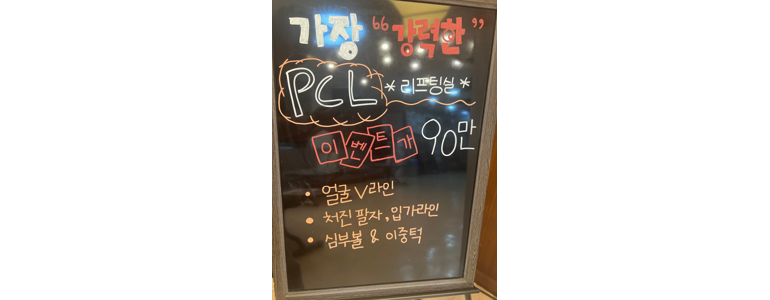 가장 "강력한"
PCL * 리프팅실 *
이벤트가 90만
• 얼굴 V라인
• 처진 팔자, 입가라인
• 심부볼 & 이중턱